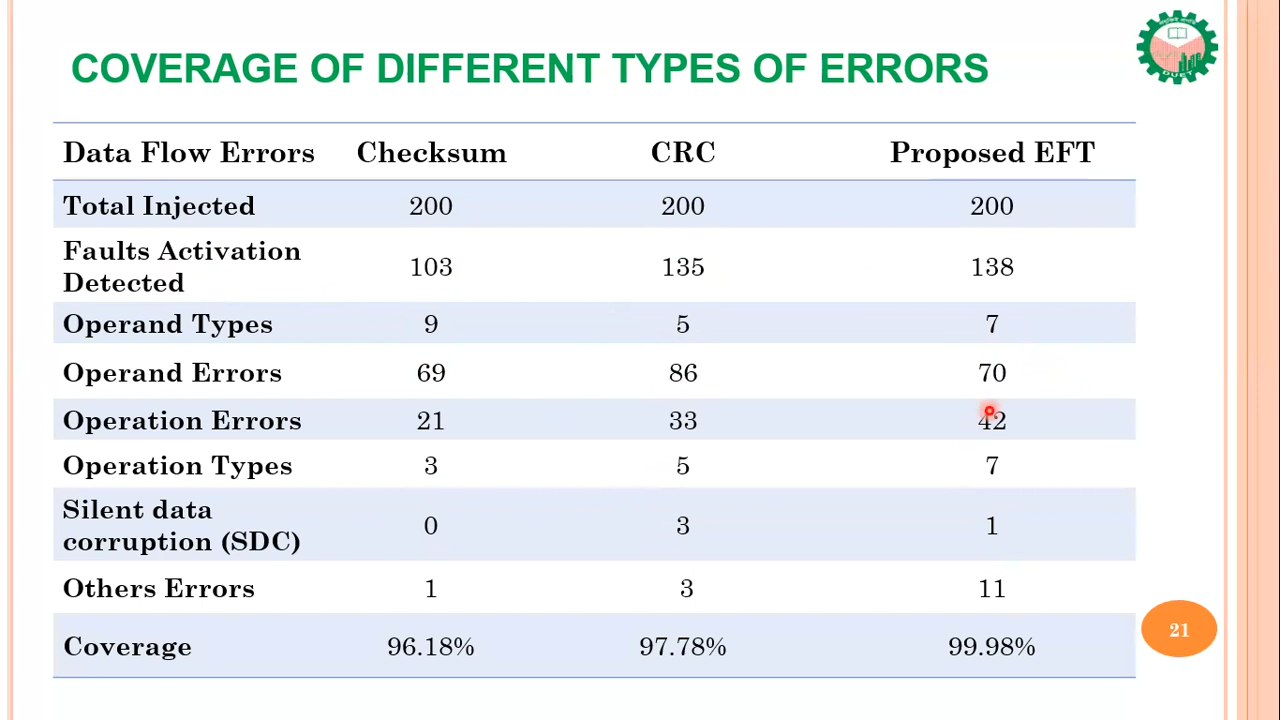 COVERAGE OF DIFFERENT TYPES OF ERRORS
Data Flow Errors Checksum CRC Proposed EFT
Total Injected 200 200 200
Faults Activation
Detected 103 135 138
Operand Types 9 5 7
Operand Errors 69 86 70
Operation Errors 21 33 42
Operation Types 3 5 7
Silent data
corruption (SDC) 0 3 1
Others Errors 1 3 11
Coverage 96.18% 97.78% 99.98%
21